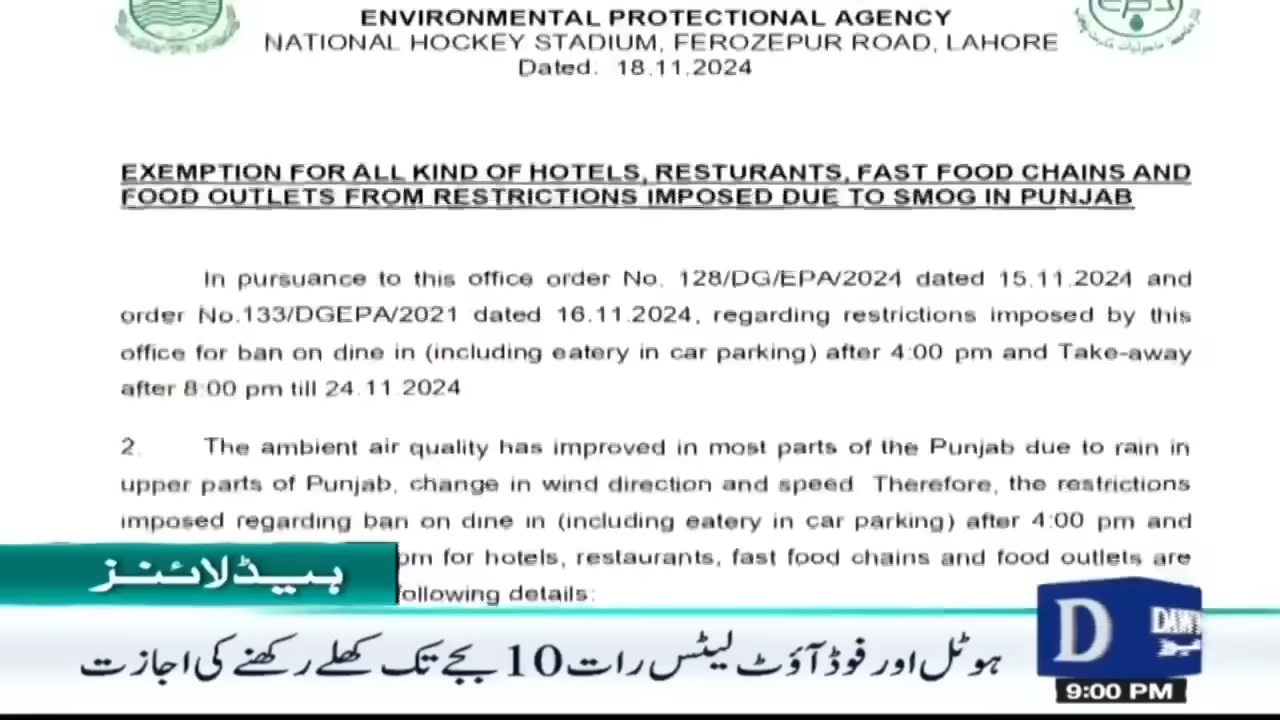 ENVIRONMENTAL PROTECTIONAL AGENCY
NATIONAL HOCKEY STADIUM, FEROZEPUR ROAD, LAHORE
Dated. 18.11.2024
EXEMPTION FOR ALL KIND OF HOTELS, RESTURANTS, FAST FOOD CHAINS AND
FOOD OUTLETS FROM RESTRICTIONS IMPOSED DUE TO SMOG IN PUNJAB
In pursuance to this office order No. 128/DG/EPA/2024 dated 15.11.2024 and
order No.133/DGEPA/2021 dated 16.11.2024, regarding restrictions imposed by this
office for ban on dine in (including eatery in car parking) after 4:00 pm and Take-away
after 8:00 pm till 24.11.2024
2. The ambient air quality has improved in most parts of the Punjab due to rain in
upper parts of Punjab, change in wind direction and speed. Therefore, the restrictions
imposed regarding ban on dine in (including eatery in car parking) after 4:00 pm and
pm for hotels, restaurants, fast food chains and food outlets are
following details:
ہیڈلائنز
ہوٹل اور فوڈ آؤٹ لیٹس رات 10 بجے تک کھلے رکھنے کی اجازت
D DAWN
نیوز
9:00 PM